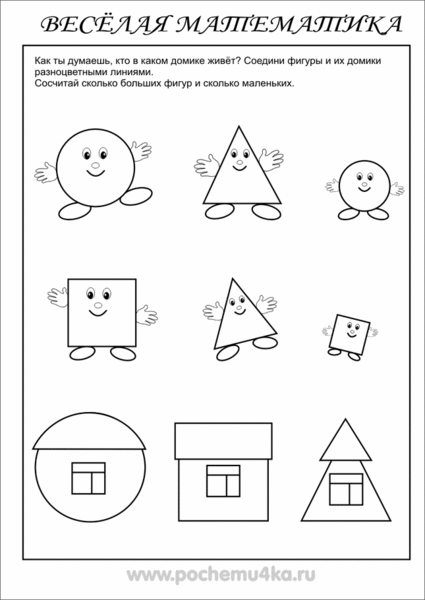 ВЕСЁЛАЯ МАТЕМАТИКА
Как ты думаешь, кто в каком домике живёт? Соедини фигуры и их домики
разноцветными линиями.
Сосчитай сколько больших фигур и сколько маленьких.
www.pochemu4ka.ru